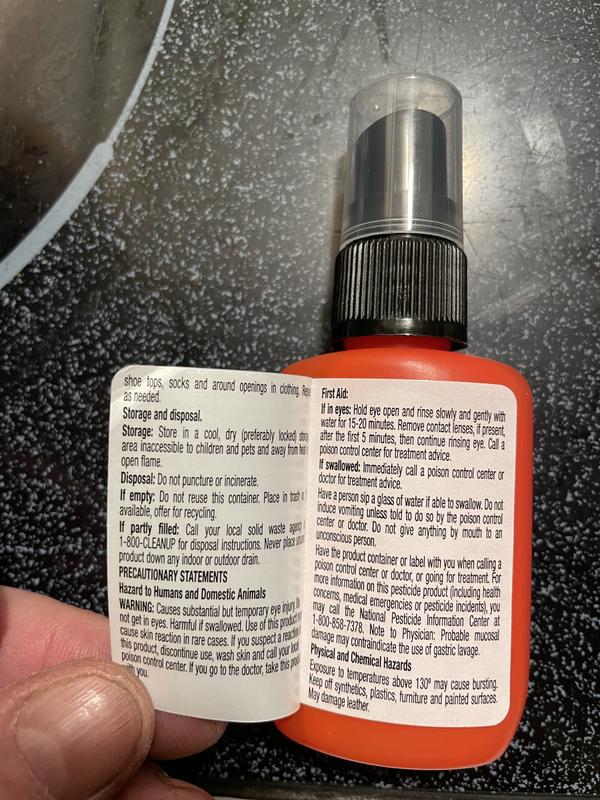 shoe tops, socks and around openings in clothing.
as needed.
Storage and disposal.
Storage: Store in a cool, dry (preferably locked)
area inaccessible to children and pets and away from
open flame.
Disposal: Do not puncture or incinerate.
If empty: Do not reuse this container. Place in trash
available, offer for recycling.
If partly filled: Call your local solid waste
1-800-CLEANUP for disposal instructions. Never place
product down any indoor or outdoor drain.
PRECAUTIONARY STATEMENTS
Hazard to Humans and Domestic Animals
WARNING: Causes substantial but temporary eye injury. Do
not get in eyes. Harmful if swallowed. Use of this product
cause skin reaction in rare cases. If you suspect a reaction
this product, discontinue use, wash skin and call your local
poison control center. If you go to the doctor, take this
with you.
First Aid:
If in eyes: Hold eye open and rinse slowly and gently with
water for 15-20 minutes. Remove contact lenses, if present,
after the first 5 minutes, then continue rinsing eye. Call a
poison control center for treatment advice.
If swallowed: Immediately call a poison control center or
doctor for treatment advice.
Have a person sip a glass of water if able to swallow. Do not
induce vomiting unless told to do so by the poison control
center or doctor. Do not give anything by mouth to an
unconscious person.
Have the product container or label with you when calling a
poison control center or doctor, or going for treatment. For
more information on this pesticide product (including health
concerns, medical emergencies or pesticide incidents), you
may call the National Pesticide Information Center at
1-800-858-7378. Note to Physician: Probable mucosal
damage may contraindicate the use of gastric lavage.
Physical and Chemical Hazards
Exposure to temperatures above 130º may cause bursting.
Keep off synthetics, plastics, furniture and painted surfaces.
May damage leather.